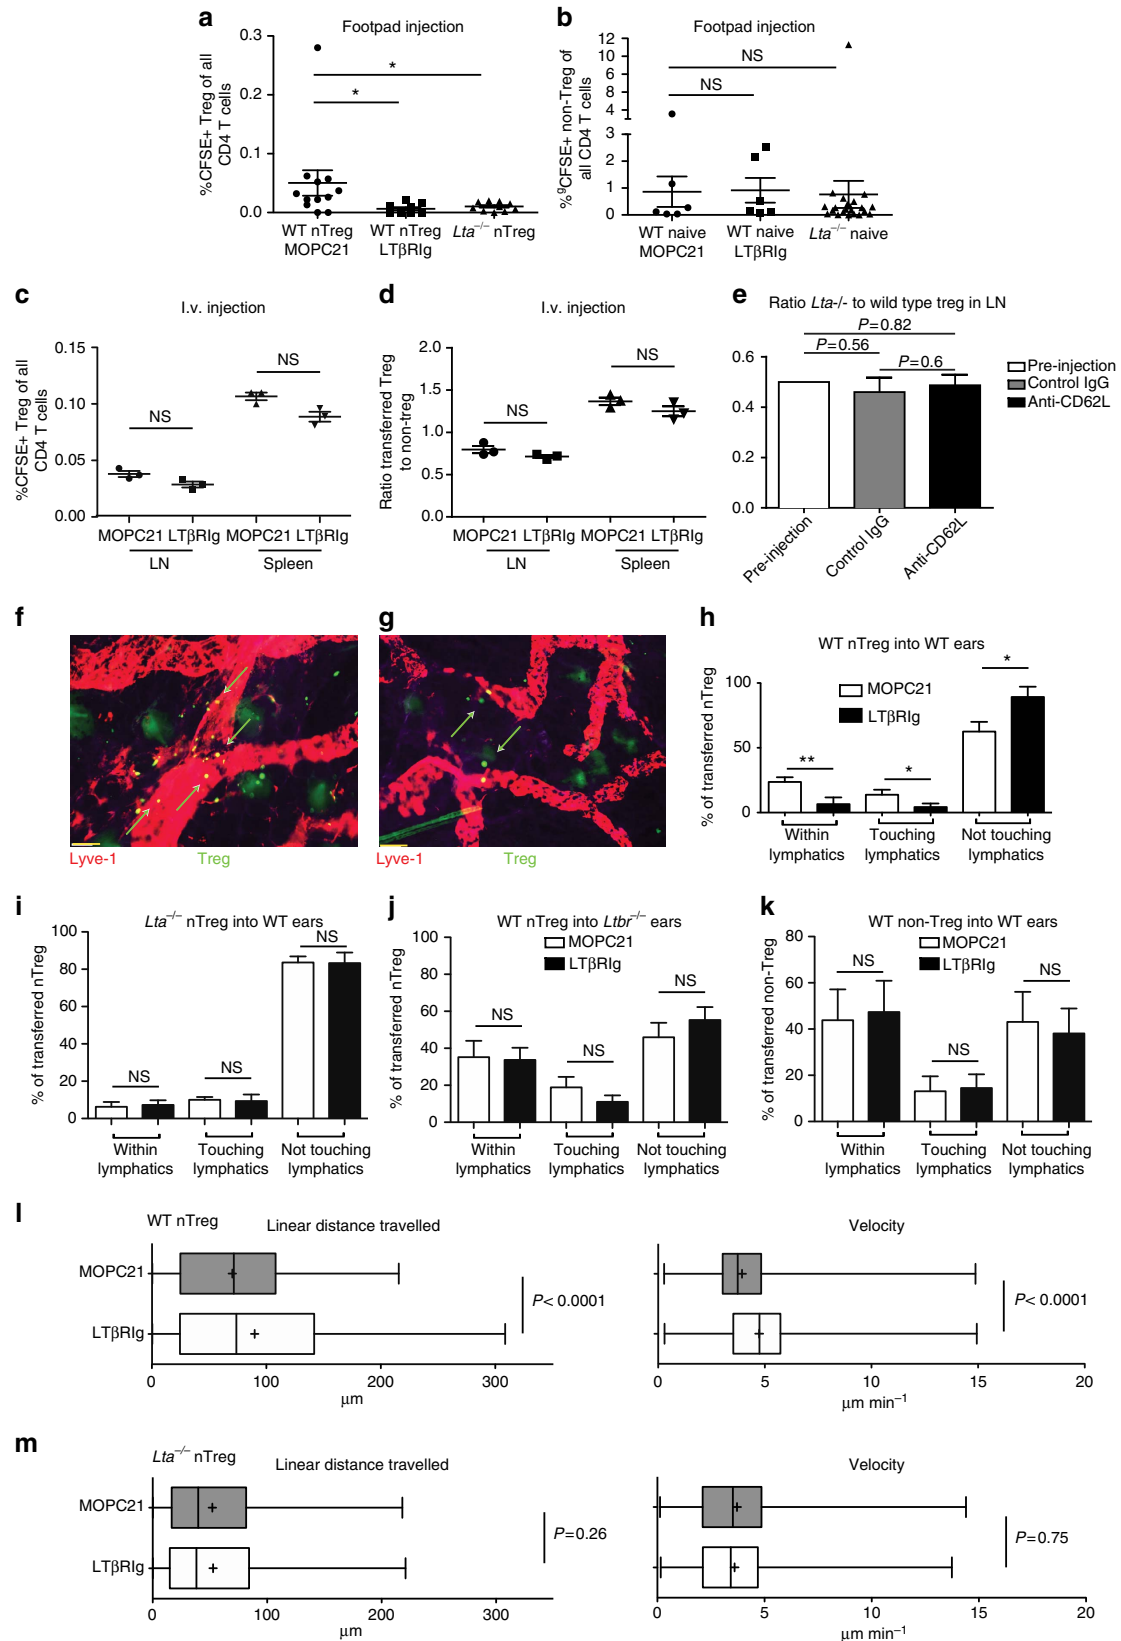 a
Footpad injection
%CFSE+ Treg of all
CD4 T cells
0.3
0.2
0.1
0.0
*
*
WT nTreg
MOPC21
WT nTreg
LTβRIg
Lta−/− nTreg
b
Footpad injection
%gCFSE+ non-Treg of
all CD4 T cells
12
10
8
6
4
3
2
1
0
NS
NS
WT naive
MOPC21
WT naive
LTβRIg
Lta−/− naive
c
I.v. injection
%CFSE+ Treg of all
CD4 T cells
0.15
0.10
0.05
0.00
NS
NS
MOPC21 LTβRIg MOPC21 LTβRIg
LN Spleen
d
I.v. injection
Ratio transferred Treg
to non-treg
2.0
1.5
1.0
0.5
0.0
NS
NS
MOPC21 LTβRIg MOPC21 LTβRIg
LN Spleen
e
Ratio Lta-/- to wild type treg in LN
P=0.82
P=0.56
P=0.6
0.6
0.4
0.2
0.0
Pre-injection
Control IgG
Anti-CD62L
Pre-injection
Control IgG
Anti-CD62L
f
Lyve-1 Treg
g
Lyve-1 Treg
h
WT nTreg into WT ears
% of transferred nTreg
100
50
0
MOPC21
LTβRIg
**
*
*
Within
lymphatics
Touching
lymphatics
Not touching
lymphatics
i
Lta−/− nTreg into WT ears
% of transferred nTreg
100
80
60
40
20
0
NS
NS
NS
Within
lymphatics
Touching
lymphatics
Not touching
lymphatics
j
WT nTreg into Ltbr−/− ears
% of transferred nTreg
100
80
60
40
20
0
MOPC21
LTβRIg
NS
NS
NS
Within
lymphatics
Touching
lymphatics
Not touching
lymphatics
k
WT non-Treg into WT ears
% of transferred non-Treg
80
60
40
20
0
MOPC21
LTβRIg
NS
NS
NS
Within
lymphatics
Touching
lymphatics
Not touching
lymphatics
l
WT nTreg
Linear distance travelled
MOPC21
LTβRIg
P< 0.0001
0 100 200 300
μm
Velocity
P< 0.0001
0 5 10 15 20
μm min−1
m
Lta−/− nTreg
Linear distance travelled
MOPC21
LTβRIg
P=0.26
0 100 200 300
μm
Velocity
P=0.75
0 5 10 15 20
μm min−1